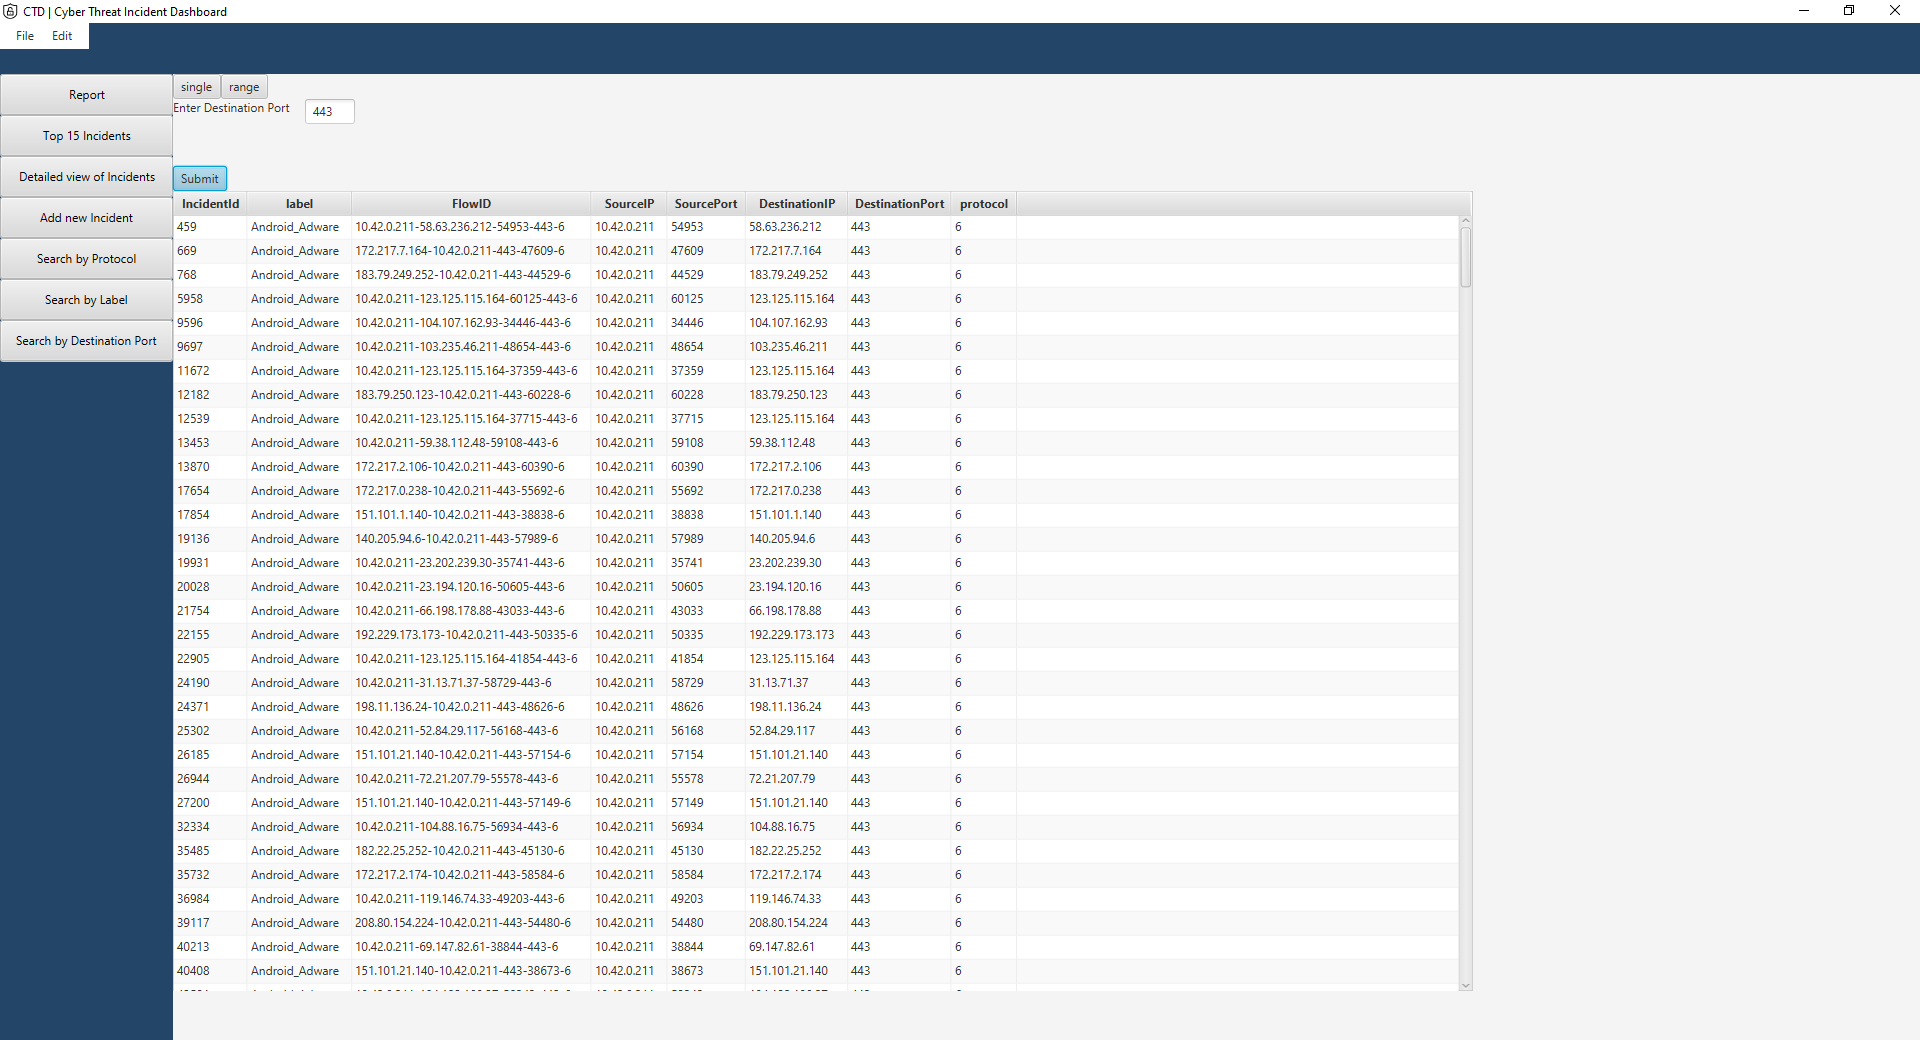 CTD | Cyber Threat Incident Dashboard
File Edit
Report
Top 15 Incidents
Detailed view of Incidents
Add new Incident
Search by Protocol
Search by Label
Search by Destination Port
single range
Enter Destination Port 443
Submit
IncidentId label FlowID SourceIP SourcePort DestinationIP DestinationPort protocol
459 Android_Adware 10.42.0.211-58.63.236.212-54953-443-6 10.42.0.211 54953 58.63.236.212 443 6
669 Android_Adware 172.217.7.164-10.42.0.211-443-47609-6 10.42.0.211 47609 172.217.7.164 443 6
768 Android_Adware 183.79.249.252-10.42.0.211-443-44529-6 10.42.0.211 44529 183.79.249.252 443 6
5958 Android_Adware 10.42.0.211-123.125.115.164-60125-443-6 10.42.0.211 60125 123.125.115.164 443 6
9596 Android_Adware 10.42.0.211-104.107.162.93-34446-443-6 10.42.0.211 34446 104.107.162.93 443 6
9697 Android_Adware 10.42.0.211-103.235.46.211-48654-443-6 10.42.0.211 48654 103.235.46.211 443 6
11672 Android_Adware 10.42.0.211-123.125.115.164-37359-443-6 10.42.0.211 37359 123.125.115.164 443 6
12182 Android_Adware 183.79.250.123-10.42.0.211-443-60228-6 10.42.0.211 60228 183.79.250.123 443 6
12539 Android_Adware 10.42.0.211-123.125.115.164-37715-443-6 10.42.0.211 37715 123.125.115.164 443 6
13453 Android_Adware 10.42.0.211-59.38.112.48-59108-443-6 10.42.0.211 59108 59.38.112.48 443 6
13870 Android_Adware 172.217.2.106-10.42.0.211-443-60390-6 10.42.0.211 60390 172.217.2.106 443 6
17654 Android_Adware 172.217.0.238-10.42.0.211-443-55692-6 10.42.0.211 55692 172.217.0.238 443 6
17854 Android_Adware 151.101.1.140-10.42.0.211-443-38838-6 10.42.0.211 38838 151.101.1.140 443 6
19136 Android_Adware 140.205.94.6-10.42.0.211-443-57989-6 10.42.0.211 57989 140.205.94.6 443 6
19931 Android_Adware 10.42.0.211-23.202.239.30-35741-443-6 10.42.0.211 35741 23.202.239.30 443 6
20028 Android_Adware 10.42.0.211-23.194.120.16-50605-443-6 10.42.0.211 50605 23.194.120.16 443 6
21754 Android_Adware 10.42.0.211-66.198.178.88-43033-443-6 10.42.0.211 43033 66.198.178.88 443 6
22155 Android_Adware 192.229.173.173-10.42.0.211-443-50335-6 10.42.0.211 50335 192.229.173.173 443 6
22905 Android_Adware 10.42.0.211-123.125.115.164-41854-443-6 10.42.0.211 41854 123.125.115.164 443 6
24190 Android_Adware 10.42.0.211-31.13.71.37-58729-443-6 10.42.0.211 58729 31.13.71.37 443 6
24371 Android_Adware 198.11.136.24-10.42.0.211-443-48626-6 10.42.0.211 48626 198.11.136.24 443 6
25302 Android_Adware 10.42.0.211-52.84.29.117-56168-443-6 10.42.0.211 56168 52.84.29.117 443 6
26185 Android_Adware 151.101.21.140-10.42.0.211-443-57154-6 10.42.0.211 57154 151.101.21.140 443 6
26944 Android_Adware 10.42.0.211-72.21.207.79-55578-443-6 10.42.0.211 55578 72.21.207.79 443 6
27200 Android_Adware 151.101.21.140-10.42.0.211-443-57149-6 10.42.0.211 57149 151.101.21.140 443 6
32334 Android_Adware 10.42.0.211-104.88.16.75-56934-443-6 10.42.0.211 56934 104.88.16.75 443 6
35485 Android_Adware 182.22.25.252-10.42.0.211-443-45130-6 10.42.0.211 45130 182.22.25.252 443 6
35732 Android_Adware 172.217.2.174-10.42.0.211-443-58584-6 10.42.0.211 58584 172.217.2.174 443 6
36984 Android_Adware 10.42.0.211-119.146.74.33-49203-443-6 10.42.0.211 49203 119.146.74.33 443 6
39117 Android_Adware 208.80.154.224-10.42.0.211-443-54480-6 10.42.0.211 54480 208.80.154.224 443 6
40213 Android_Adware 10.42.0.211-69.147.82.61-38844-443-6 10.42.0.211 38844 69.147.82.61 443 6
40408 Android_Adware 151.101.21.140-10.42.0.211-443-38673-6 10.42.0.211 38673 151.101.21.140 443 6